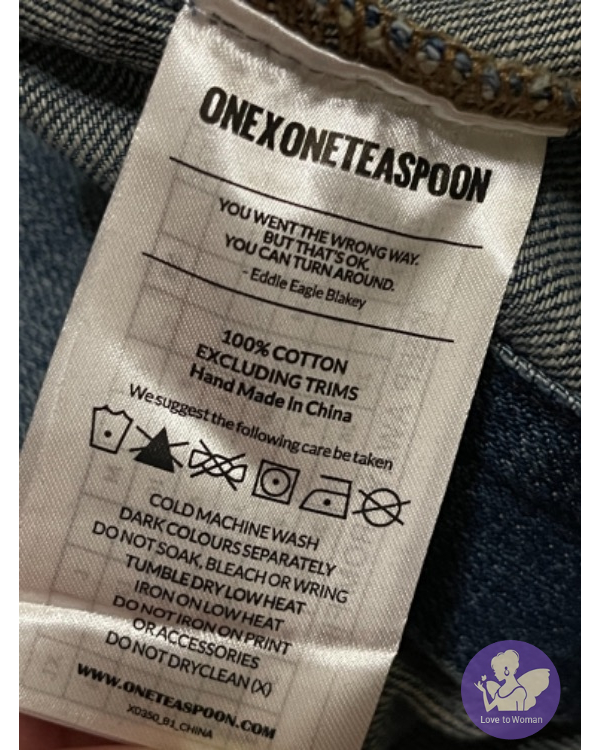 ONEXONETEASPOON
YOU WENT THE WRONG WAY.
BUT THAT'S OK.
YOU CAN TURN AROUND.
- Eddie Eagle Blakey
100% COTTON
EXCLUDING TRIMS
Hand Made In China
We suggest the following care be taken
COLD MACHINE WASH
DARK COLOURS SEPARATELY
DO NOT SOAK, BLEACH OR WRING
TUMBLE DRY LOW HEAT
IRON ON LOW HEAT
DO NOT IRON ON PRINT
OR ACCESSORIES
DO NOT DRYCLEAN (X)
WWW.ONETEASPOON.COM
XO350_B1_CHINA
Love to Woman